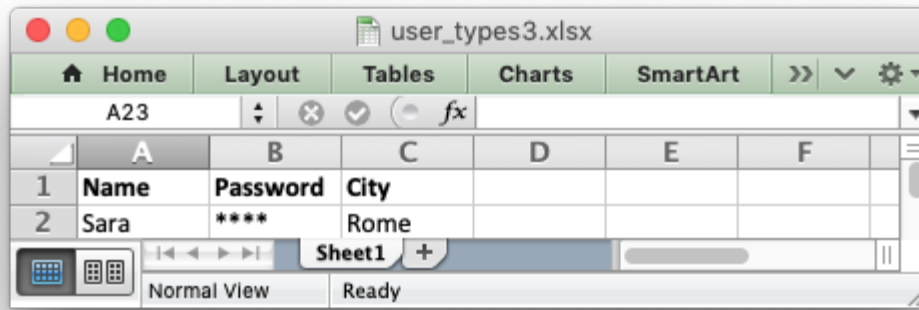 user_types3.xlsx
Home Layout Tables Charts SmartArt
A23 fx
A B C D E F
1 Name Password City
2 Sara **** Rome
Sheet1 +
Normal View Ready